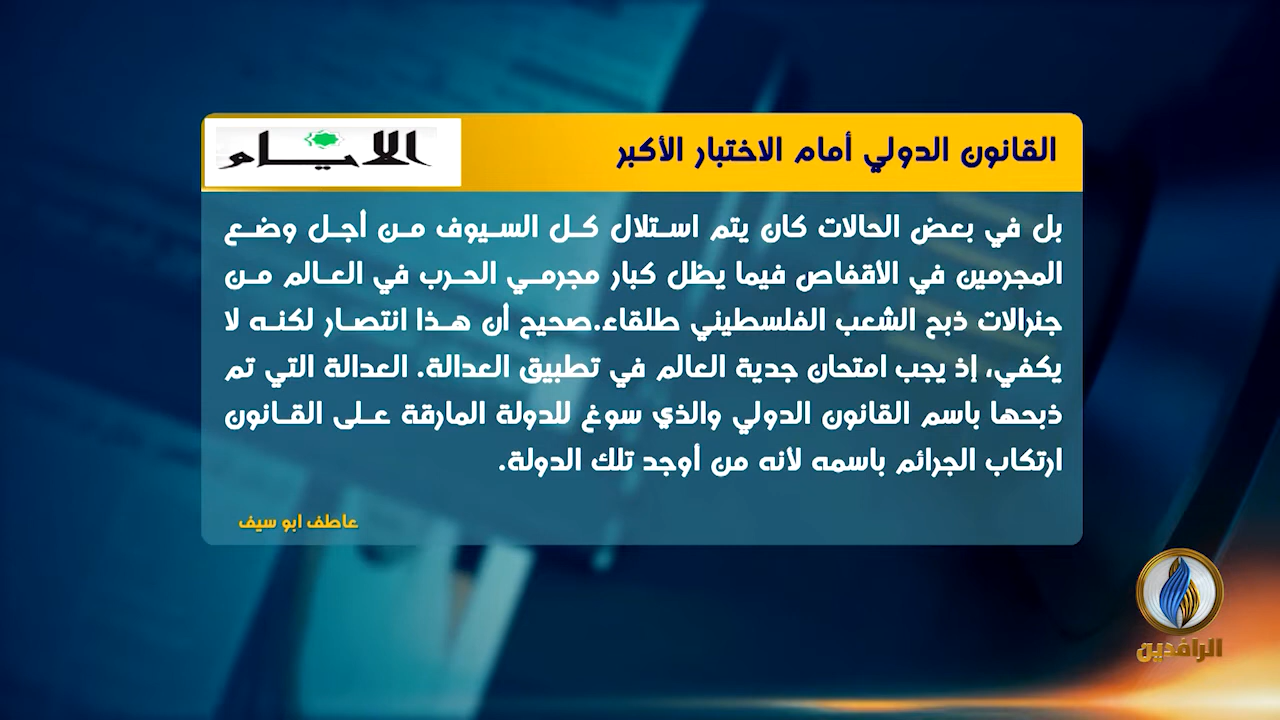 القانون الدولي أمام الاختبار الأكبر
الايام
بل في بعض الحالات كان يتم استلال كل السيوف من أجل وضع
المجرمين في الأقفاص فيما يظل كبار مجرمي الحرب في العالم من
جنرالات ذبح الشعب الفلسطيني طلقاء.صحيح أن هذا انتصار لكنه لا
يكفي، إذ يجب امتحان جدية العالم في تطبيق العدالة. العدالة التي تم
ذبحها باسم القانون الدولي والذي سوغ للدولة المارقة على القانون
ارتكاب الجرائم باسمه لأنه من أوجد تلك الدولة.
عاطف ابو سيف
الرافدين